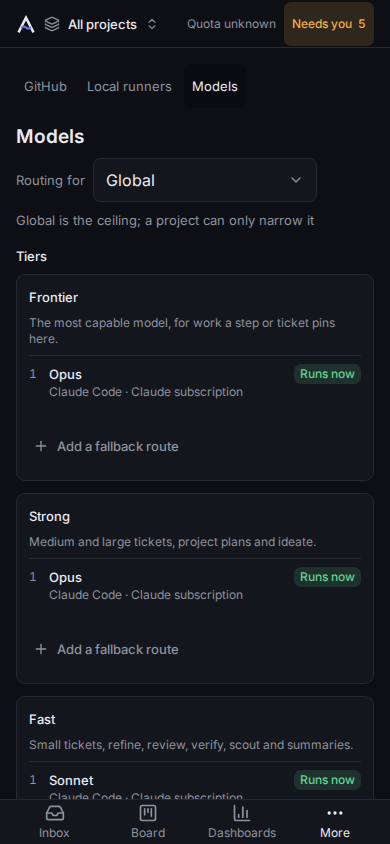 All projects
Quota unknown
Needs you 5
GitHub
Local runners
Models
Models
Routing for
Global
Global is the ceiling; a project can only narrow it
Tiers
Frontier
The most capable model, for work a step or ticket pins
here.
1 Opus
Runs now
Claude Code · Claude subscription
+ Add a fallback route
Strong
Medium and large tickets, project plans and ideate.
1 Opus
Runs now
Claude Code · Claude subscription
+ Add a fallback route
Fast
Small tickets, refine, review, verify, scout and summaries.
1 Sonnet
Runs now
Claude Code · Claude subscription
Inbox
Board
Dashboards
More